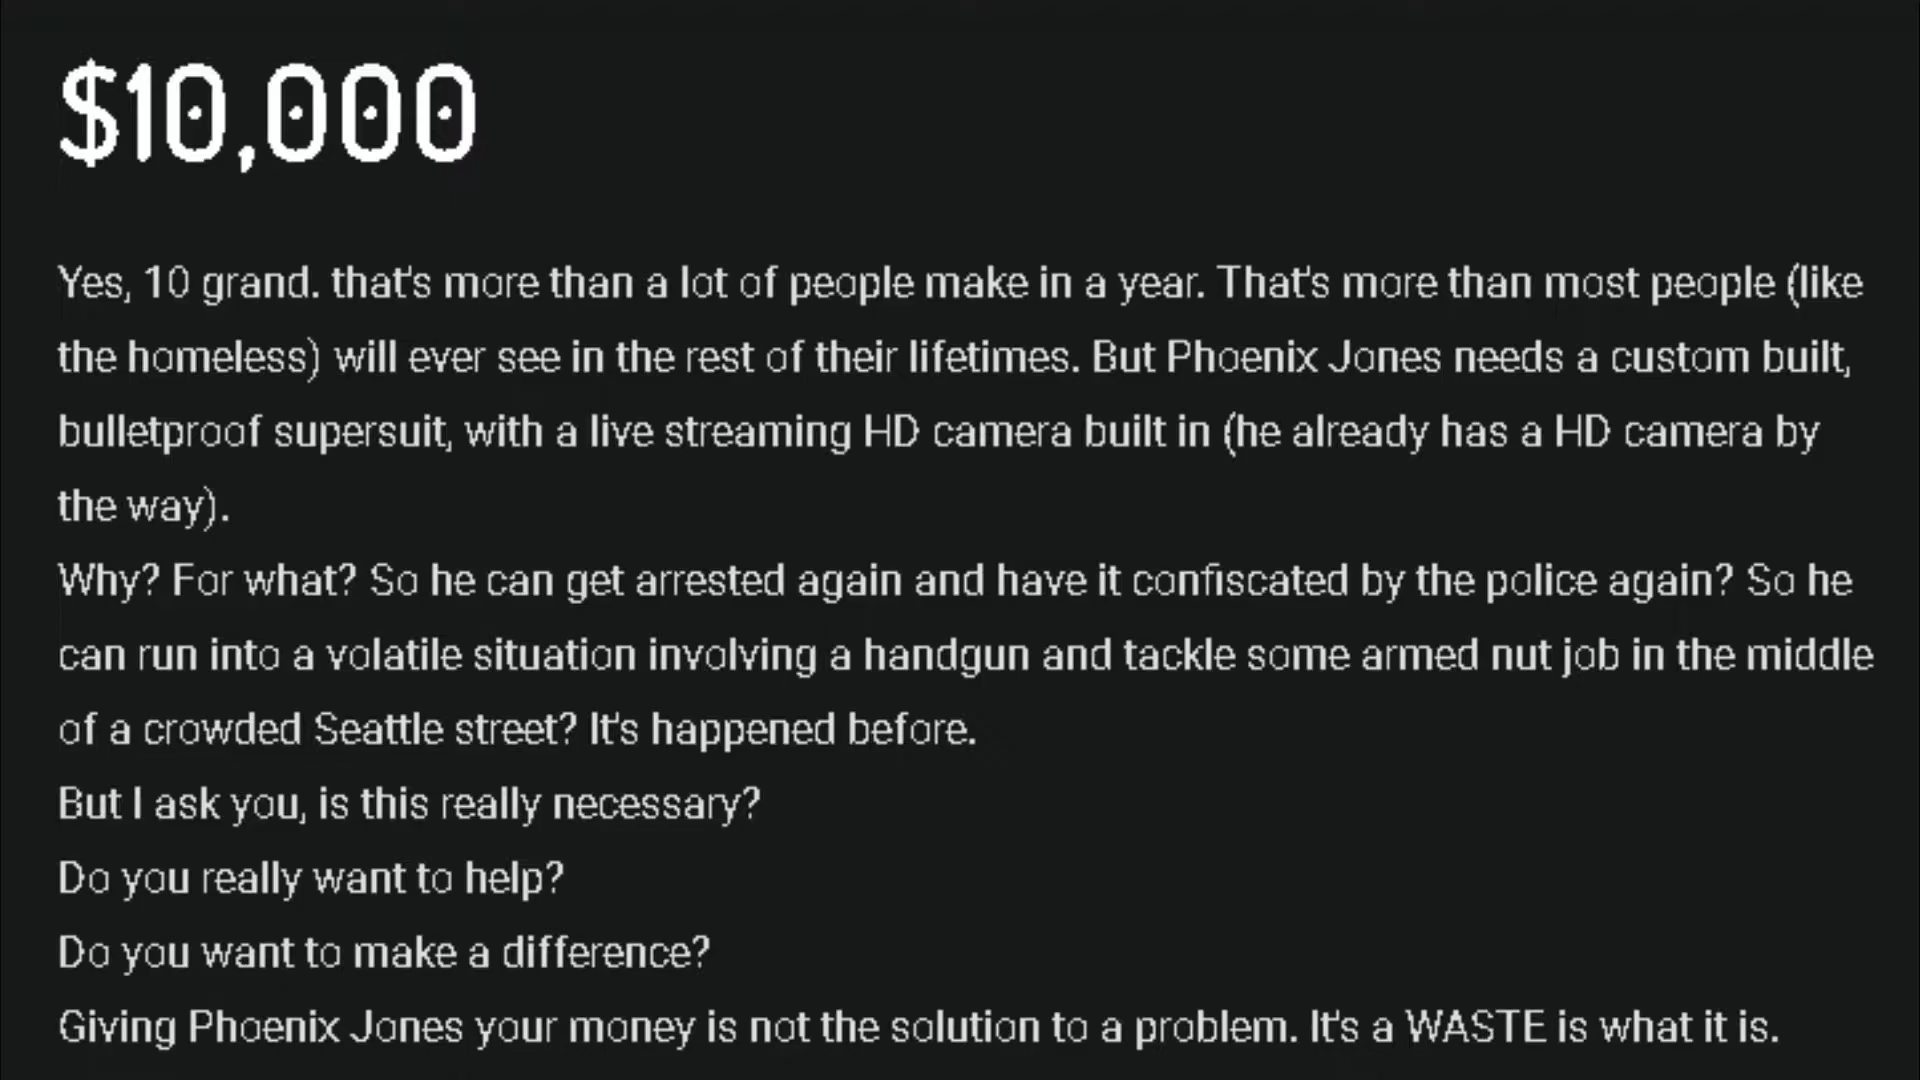 $10,000
Yes, 10 grand. that's more than a lot of people make in a year. That's more than most people (like
the homeless) will ever see in the rest of their lifetimes. But Phoenix Jones needs a custom built,
bulletproof supersuit, with a live streaming HD camera built in (he already has a HD camera by
the way).
Why? For what? So he can get arrested again and have it confiscated by the police again? So he
can run into a volatile situation involving a handgun and tackle some armed nut job in the middle
of a crowded Seattle street? It's happened before.
But I ask you, is this really necessary?
Do you really want to help?
Do you want to make a difference?
Giving Phoenix Jones your money is not the solution to a problem. It's a WASTE is what it is.